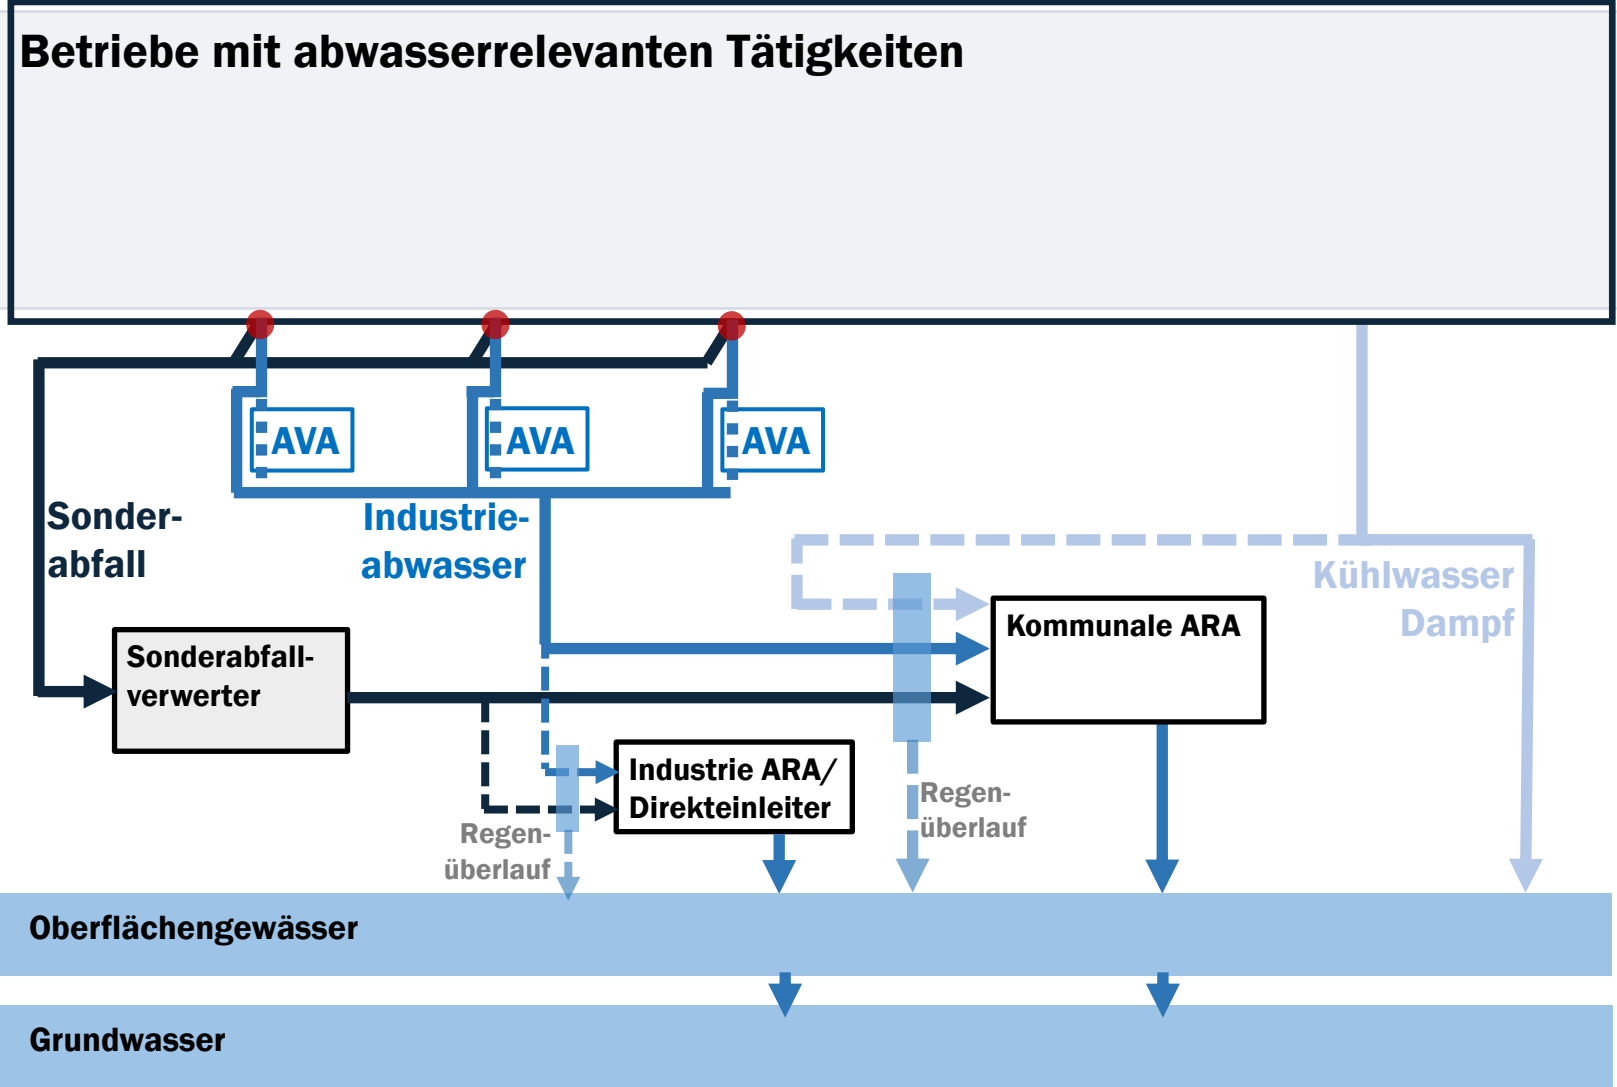 Betriebe mit abwasserrelevanten Tätigkeiten
AVA
AVA
AVA
Sonder-
abfall
Industrie-
abwasser
Kühlwasser
Dampf
Kommunale ARA
Sonderabfall-
verwerter
Industrie ARA/
Direkteinleiter
Regen-
überlauf
Regen-
überlauf
Oberflächengewässer
Grundwasser